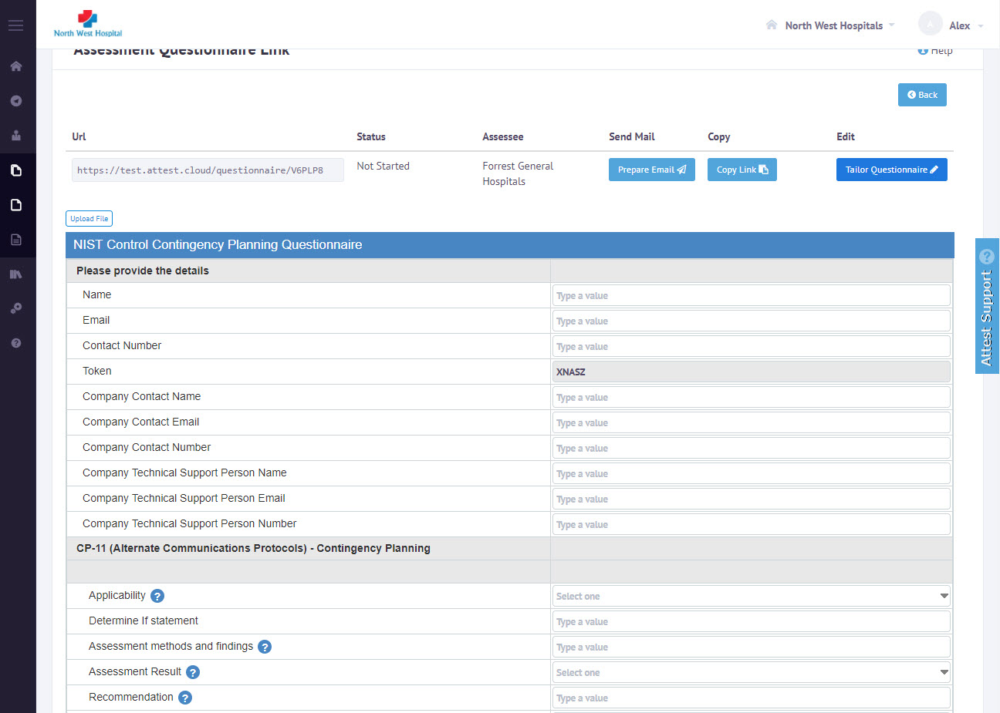 North West Hospital
North West Hospitals
A
Alex
Assessment Questionnaire Link
Help
Back
Url
Status
Assessee
Send Mail
Copy
Edit
https://test.attest.cloud/questionnaire/V6PLP8
Not Started
Forrest General
Hospitals
Prepare Email
Copy Link
Tailor Questionnaire
Upload File
NIST Control Contingency Planning Questionnaire
Please provide the details
Name
Type a value
Email
Type a value
Contact Number
Type a value
Token
XNASZ
Company Contact Name
Type a value
Company Contact Email
Type a value
Company Contact Number
Type a value
Company Technical Support Person Name
Type a value
Company Technical Support Person Email
Type a value
Company Technical Support Person Number
Type a value
CP-11 (Alternate Communications Protocols) - Contingency Planning
Applicability ?
Select one
Determine If statement
Type a value
Assessment methods and findings ?
Type a value
Assessment Result ?
Select one
Recommendation ?
Type a value
? Attest Support